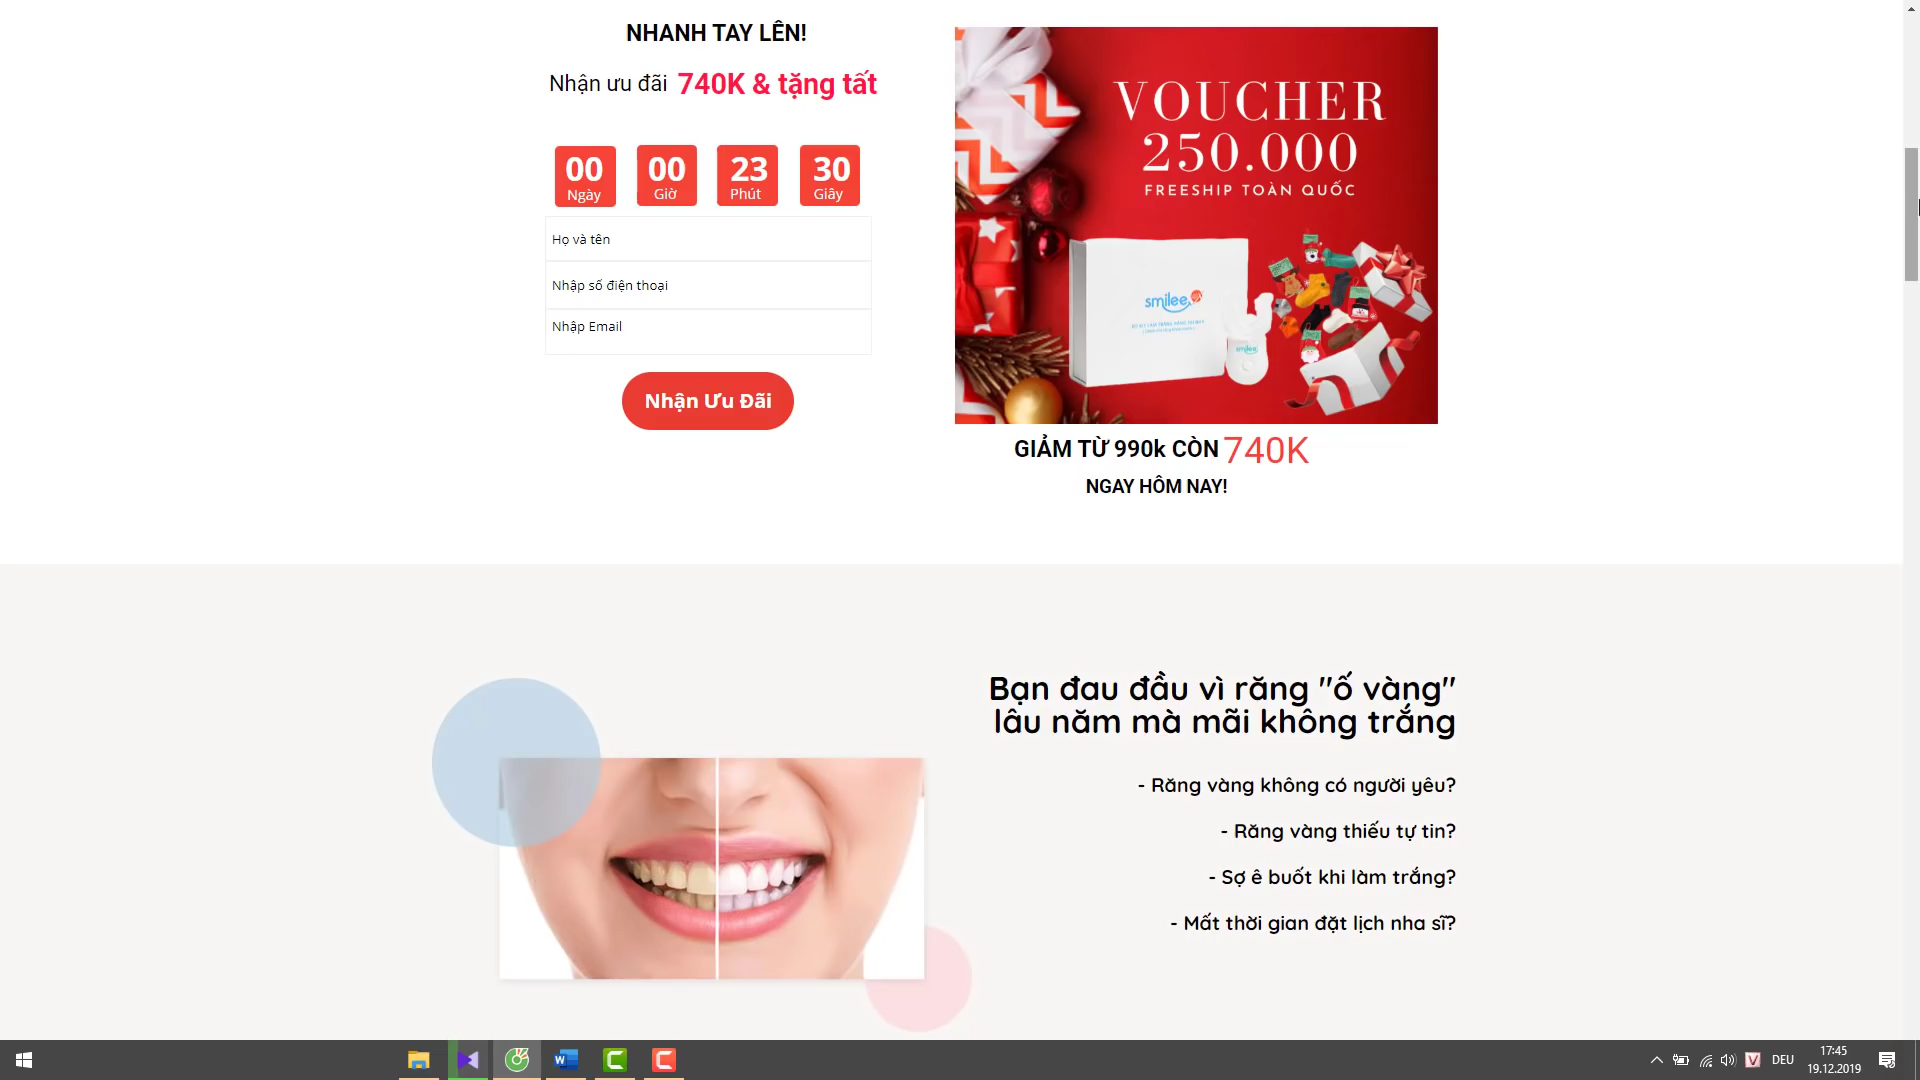 NHANH TAY LÊN!
Nhận ưu đãi 740K & tặng tất
00 00 23 30
Ngày Giờ Phút Giây
Họ và tên
Nhập số điện thoại
Nhập Email
Nhận Ưu Đãi
VOUCHER
250.000
FREESHIP TOÀN QUỐC
smilee
smilee
GIẢM TỪ 990k CÒN 740K
NGAY HÔM NAY!
Bạn đau đầu vì răng "ố vàng"
lâu năm mà mãi không trắng
- Răng vàng không có người yêu?
- Răng vàng thiếu tự tin?
- Sợ ê buốt khi làm trắng?
- Mất thời gian đặt lịch nha sĩ?
DEU
17:45
19.12.2019